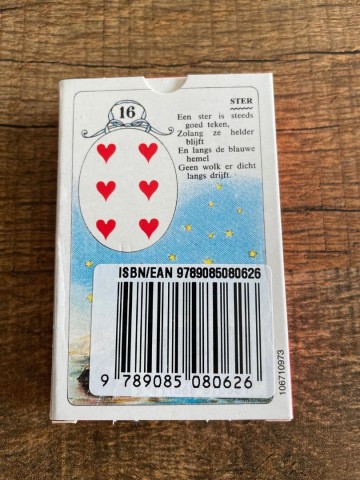 16
STER
Een ster is steeds
goed teken,
Zolang ze helder
blijft
En langs de blauwe
hemel
Geen wolk er dicht
langs drijft.
ISBN/EAN 9789085080626
9 789085 080626
106710973